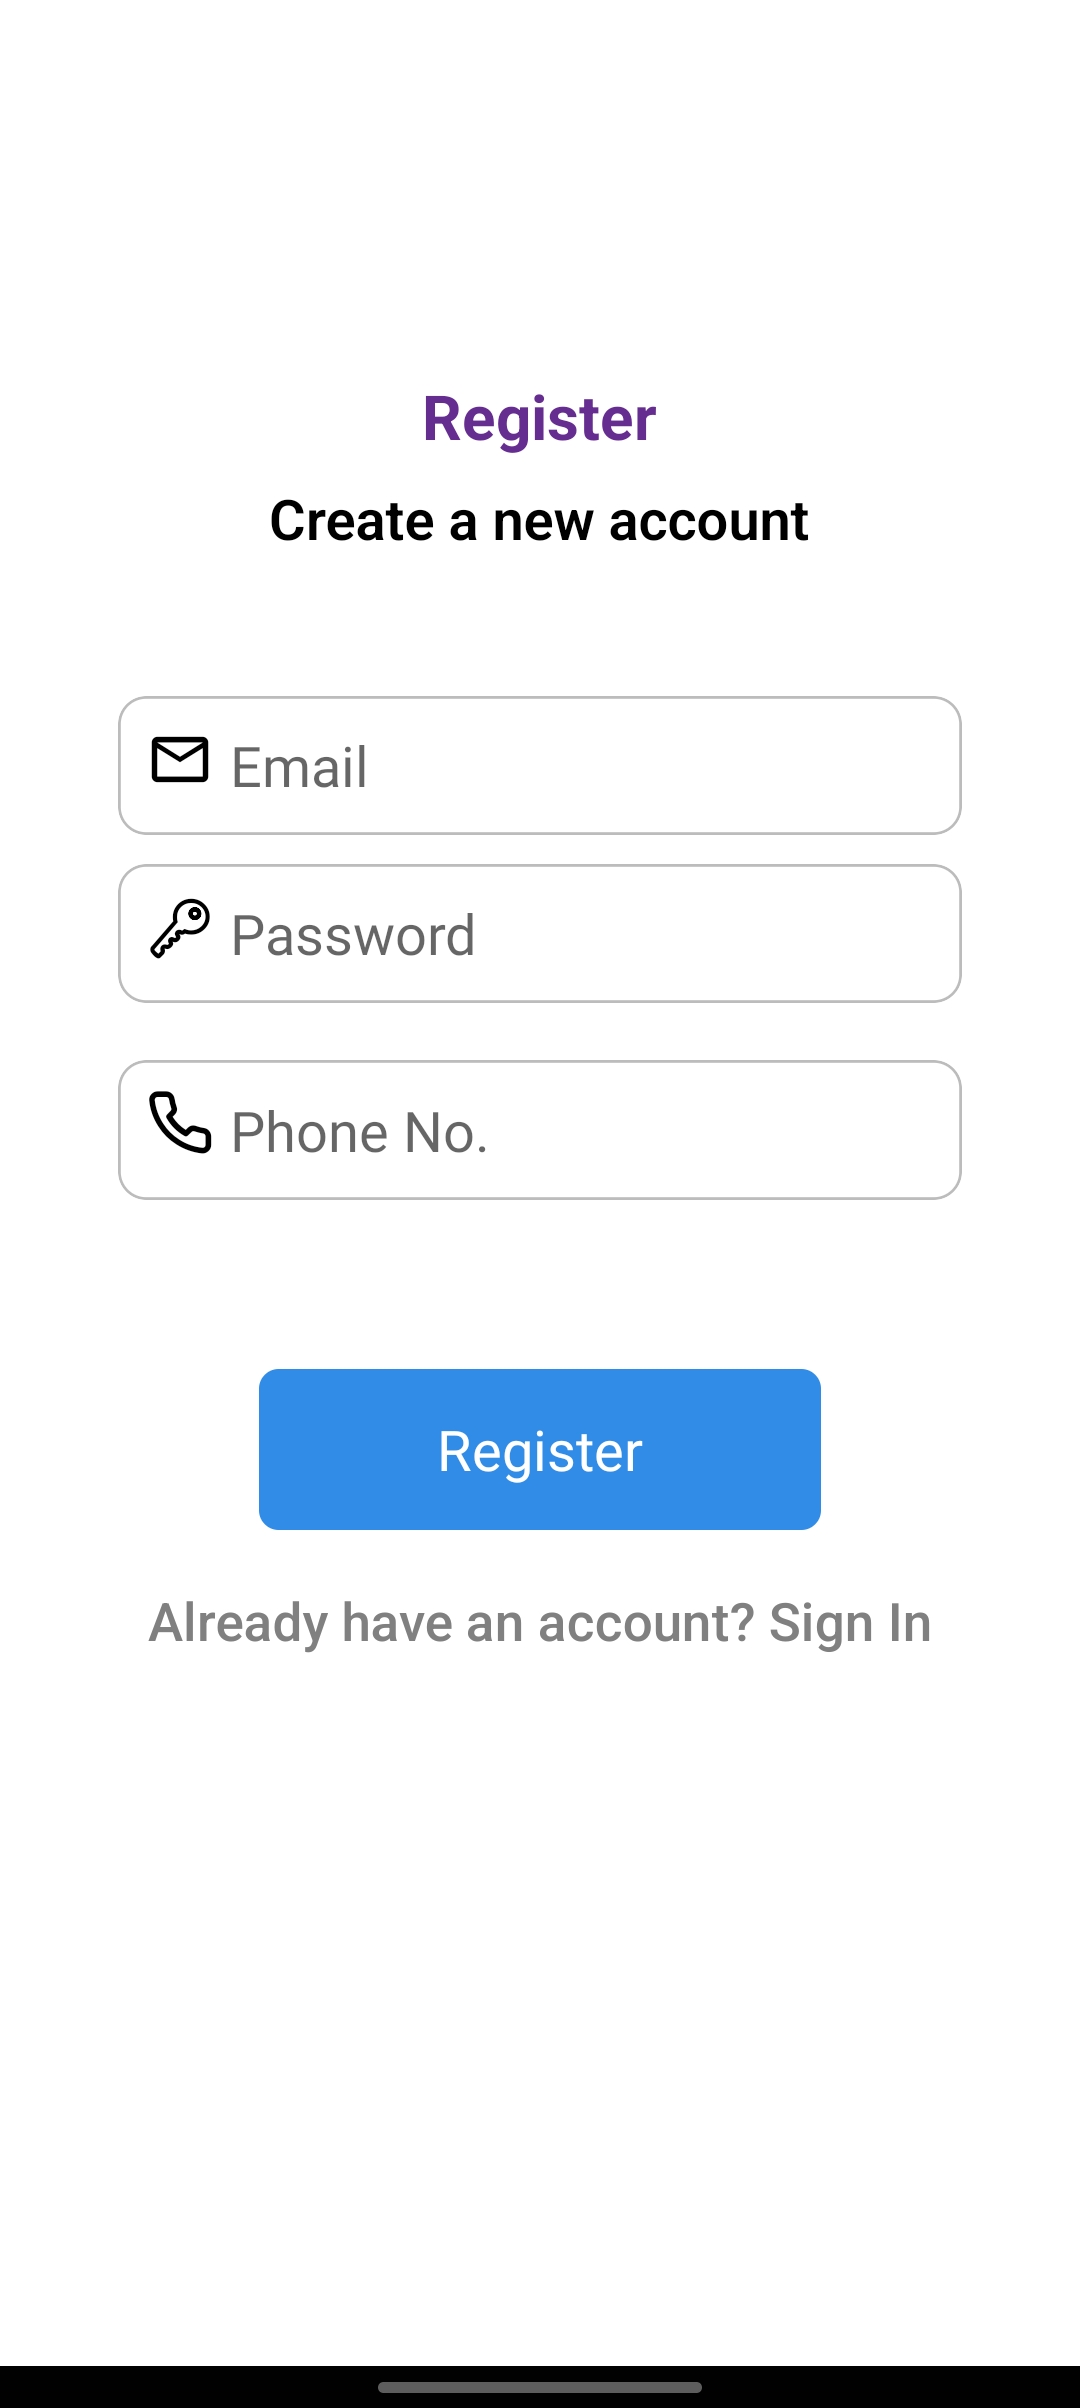 Register
Create a new account
Email
Password
Phone No.
Register
Already have an account? Sign In